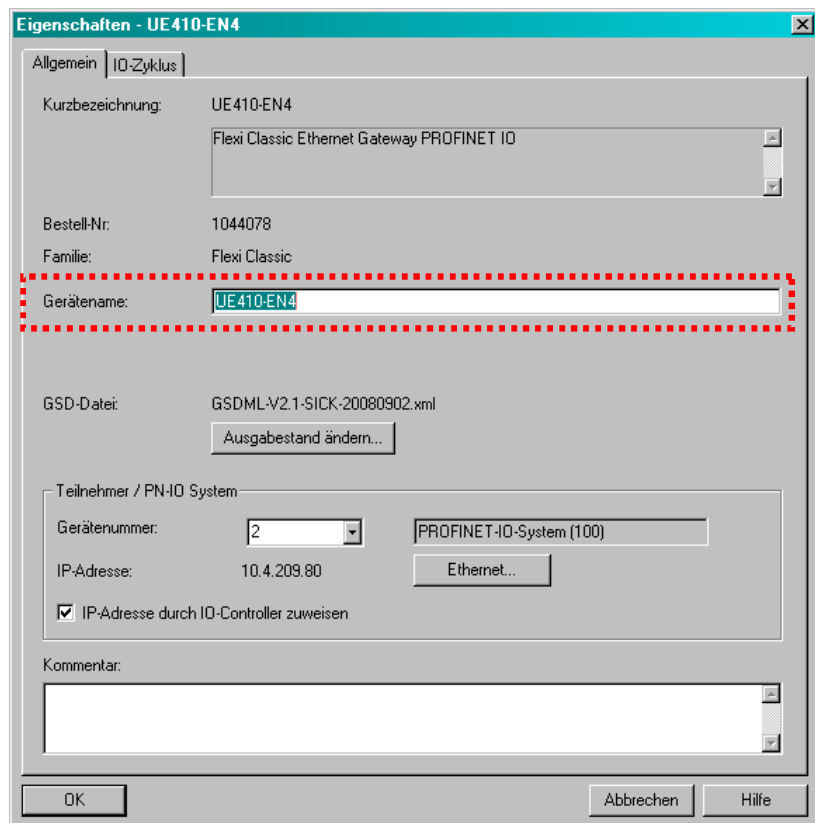 Eigenschaften - UE410-EN4
Allgemein IO-Zyklus
Kurzbezeichnung: UE410-EN4
Flexi Classic Ethernet Gateway PROFINET IO
Bestell-Nr: 1044078
Familie: Flexi Classic
Gerätename: UE410-EN4
GSD-Datei: GSDML-V2.1-SICK-20080902.xml
Ausgabestand ändern...
Teilnehmer / PN-IO System
Gerätenummer: 2 PROFINET-IO-System (100)
IP-Adresse: 10.4.209.80 Ethernet...
IP-Adresse durch IO-Controller zuweisen
Kommentar:
OK Abbrechen Hilfe